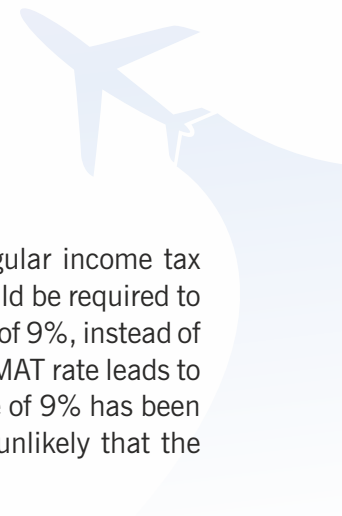 gular income tax
ld be required to
of 9%, instead of
MAT rate leads to
of 9% has been
unlikely that the